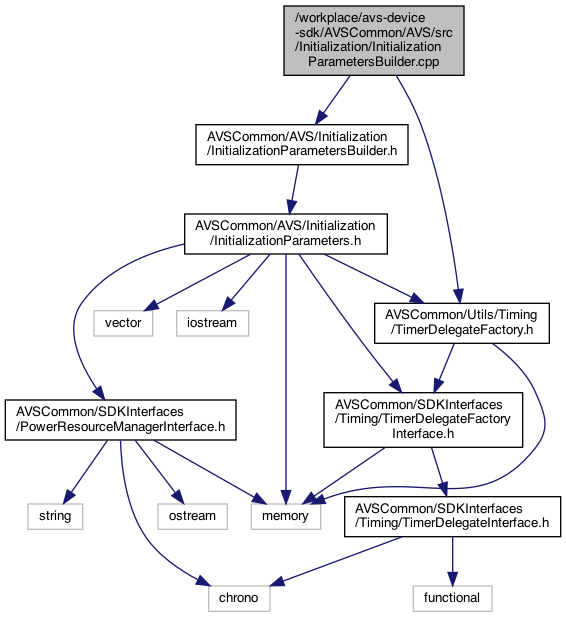 /workplace/avs-device
-sdk/AVSCommon/AVS/src
/Initialization/Initialization
ParametersBuilder.cpp
AVSCommon/AVS/Initialization
/InitializationParametersBuilder.h
AVSCommon/AVS/Initialization
/InitializationParameters.h
vector
iostream
AVSCommon/Utils/Timing
/TimerDelegateFactory.h
AVSCommon/SDKInterfaces
/PowerResourceManagerInterface.h
AVSCommon/SDKInterfaces
/Timing/TimerDelegateFactory
Interface.h
string
ostream
memory
AVSCommon/SDKInterfaces
/Timing/TimerDelegateInterface.h
chrono
functional